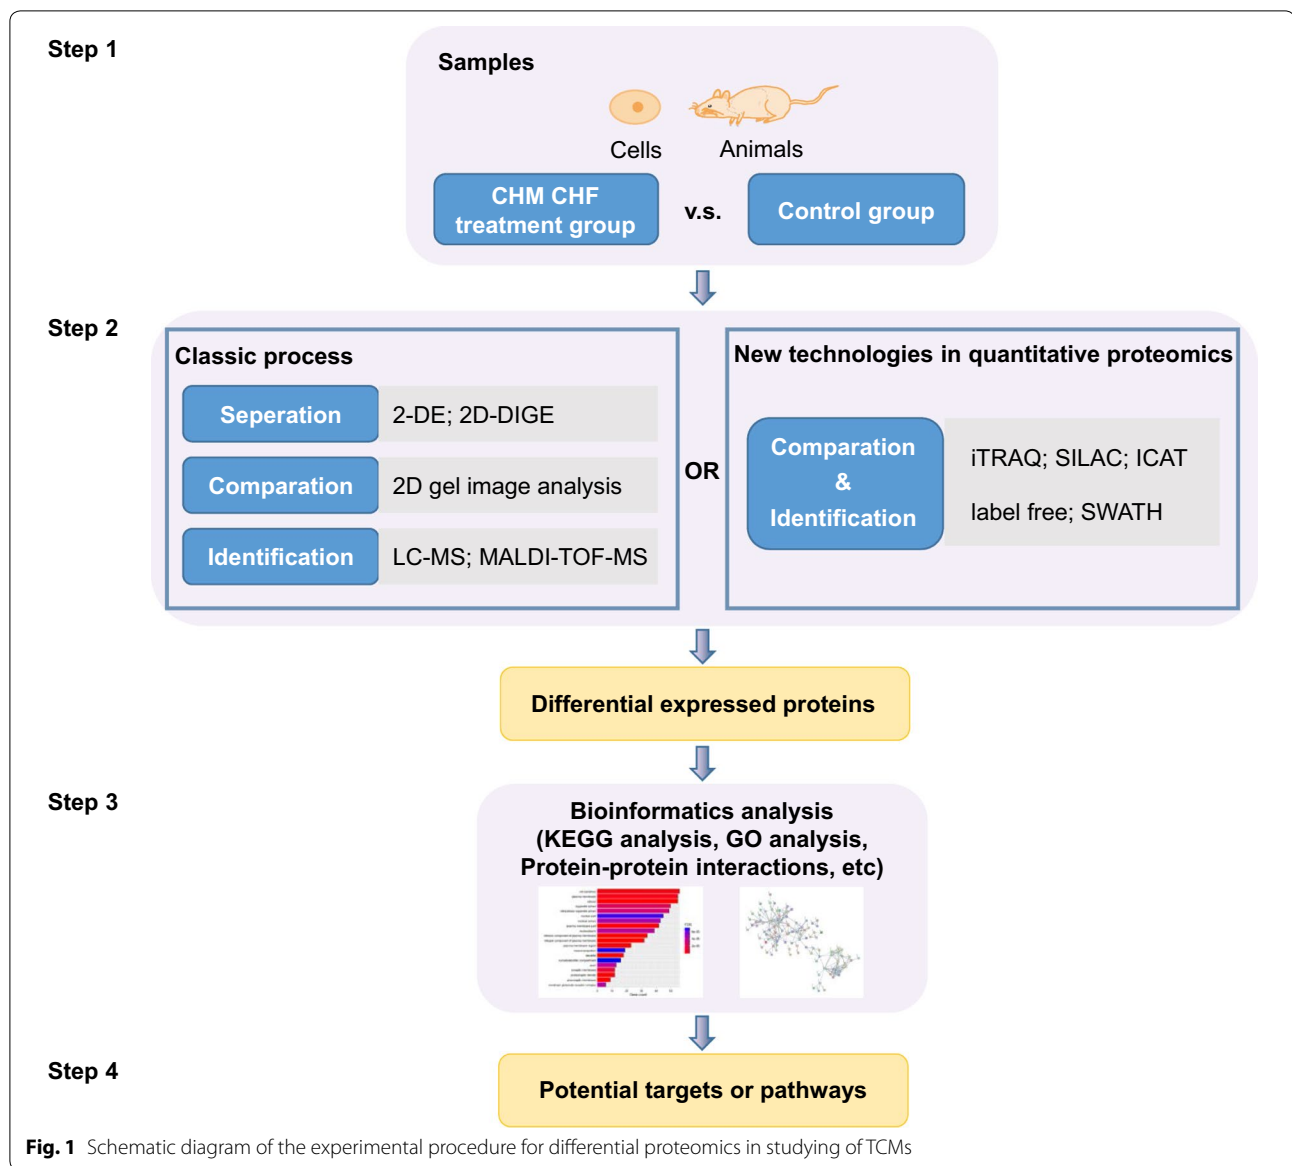 Step 1
Samples
Cells
Animals
CHM CHF
treatment group
v.s.
Control group
Step 2
Classic process
Seperation
2-DE; 2D-DIGE
Comparation
2D gel image analysis
Identification
LC-MS; MALDI-TOF-MS
OR
New technologies in quantitative proteomics
Comparation
&
Identification
iTRAQ; SILAC; ICAT
label free; SWATH
Differential expressed proteins
Step 3
Bioinformatics analysis
(KEGG analysis, GO analysis,
Protein-protein interactions, etc)
Step 4
Potential targets or pathways
Fig. 1 Schematic diagram of the experimental procedure for differential proteomics in studying of TCMs